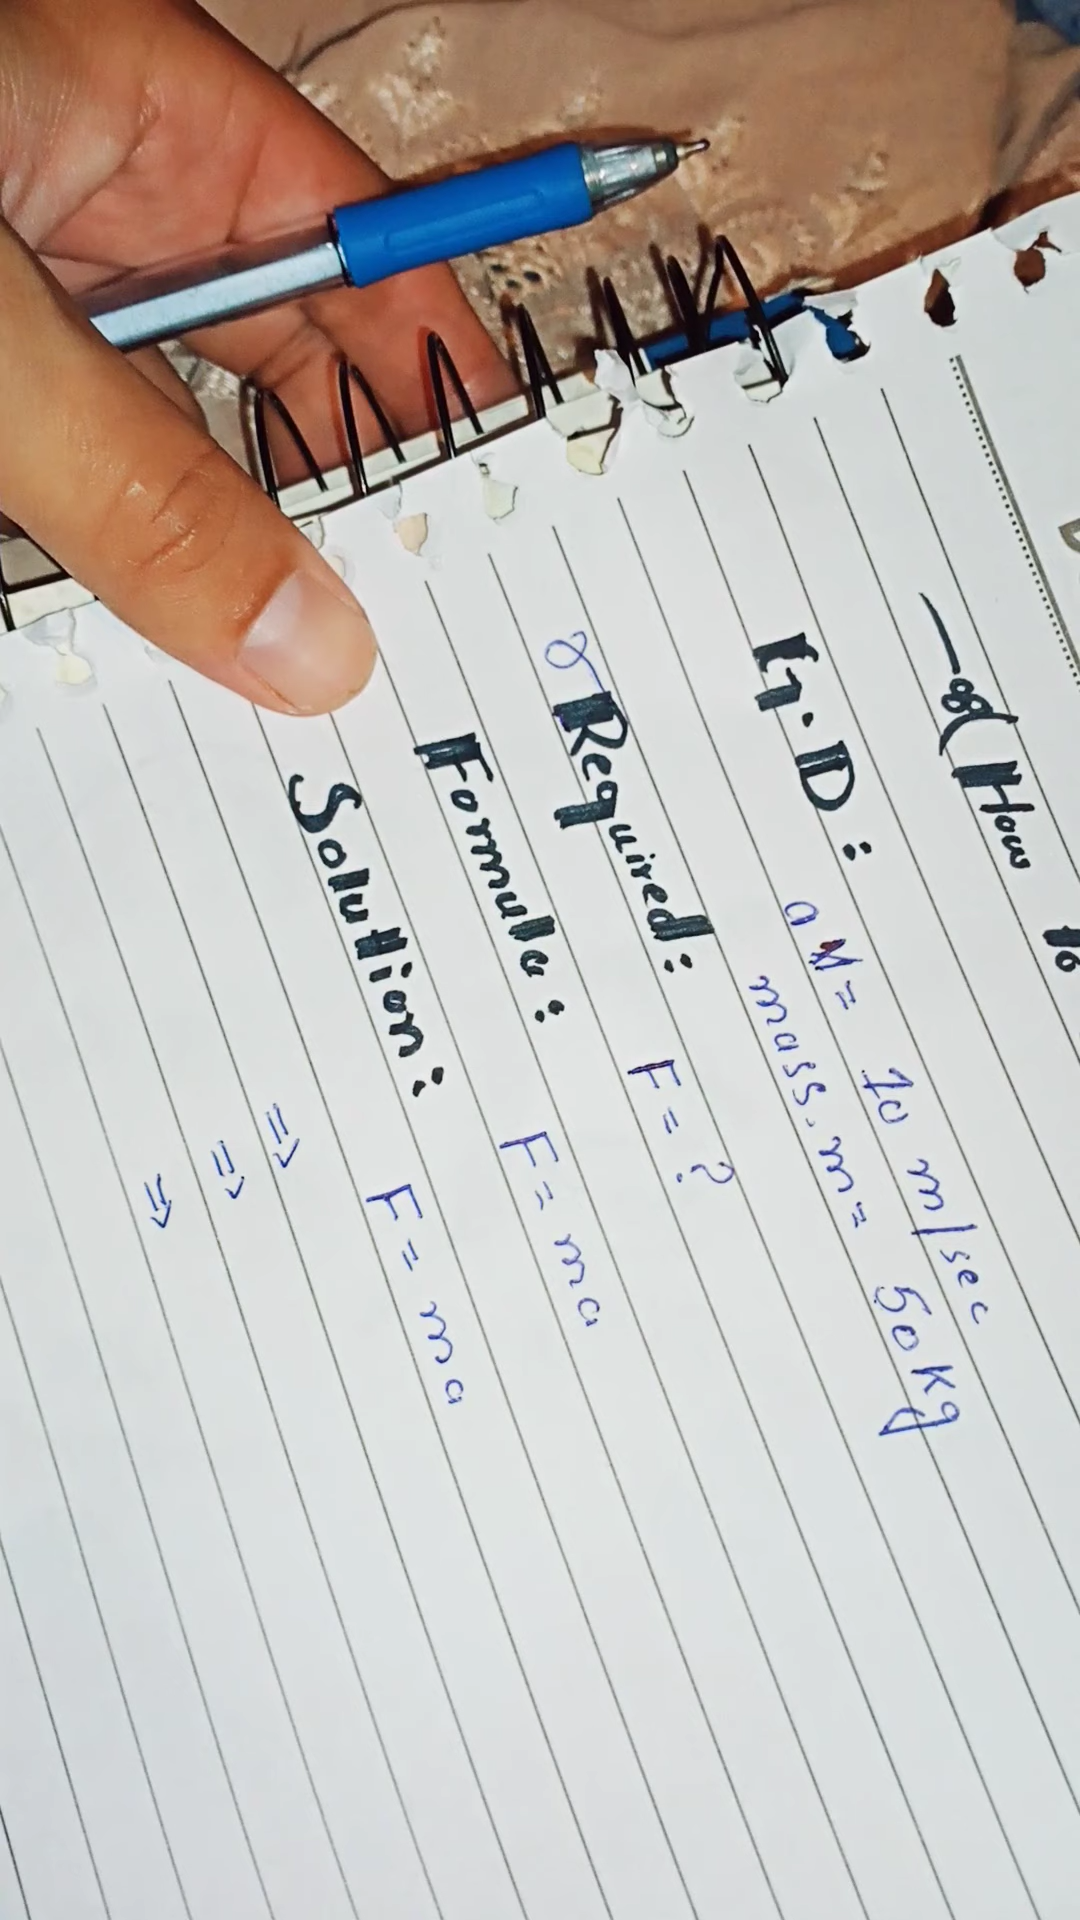 How to
G.D: a = 10 m/sec
mass, m = 50 kg
Required: F = ?
Formula: F = ma
Solution: F = ma
⇒
⇒
⇒